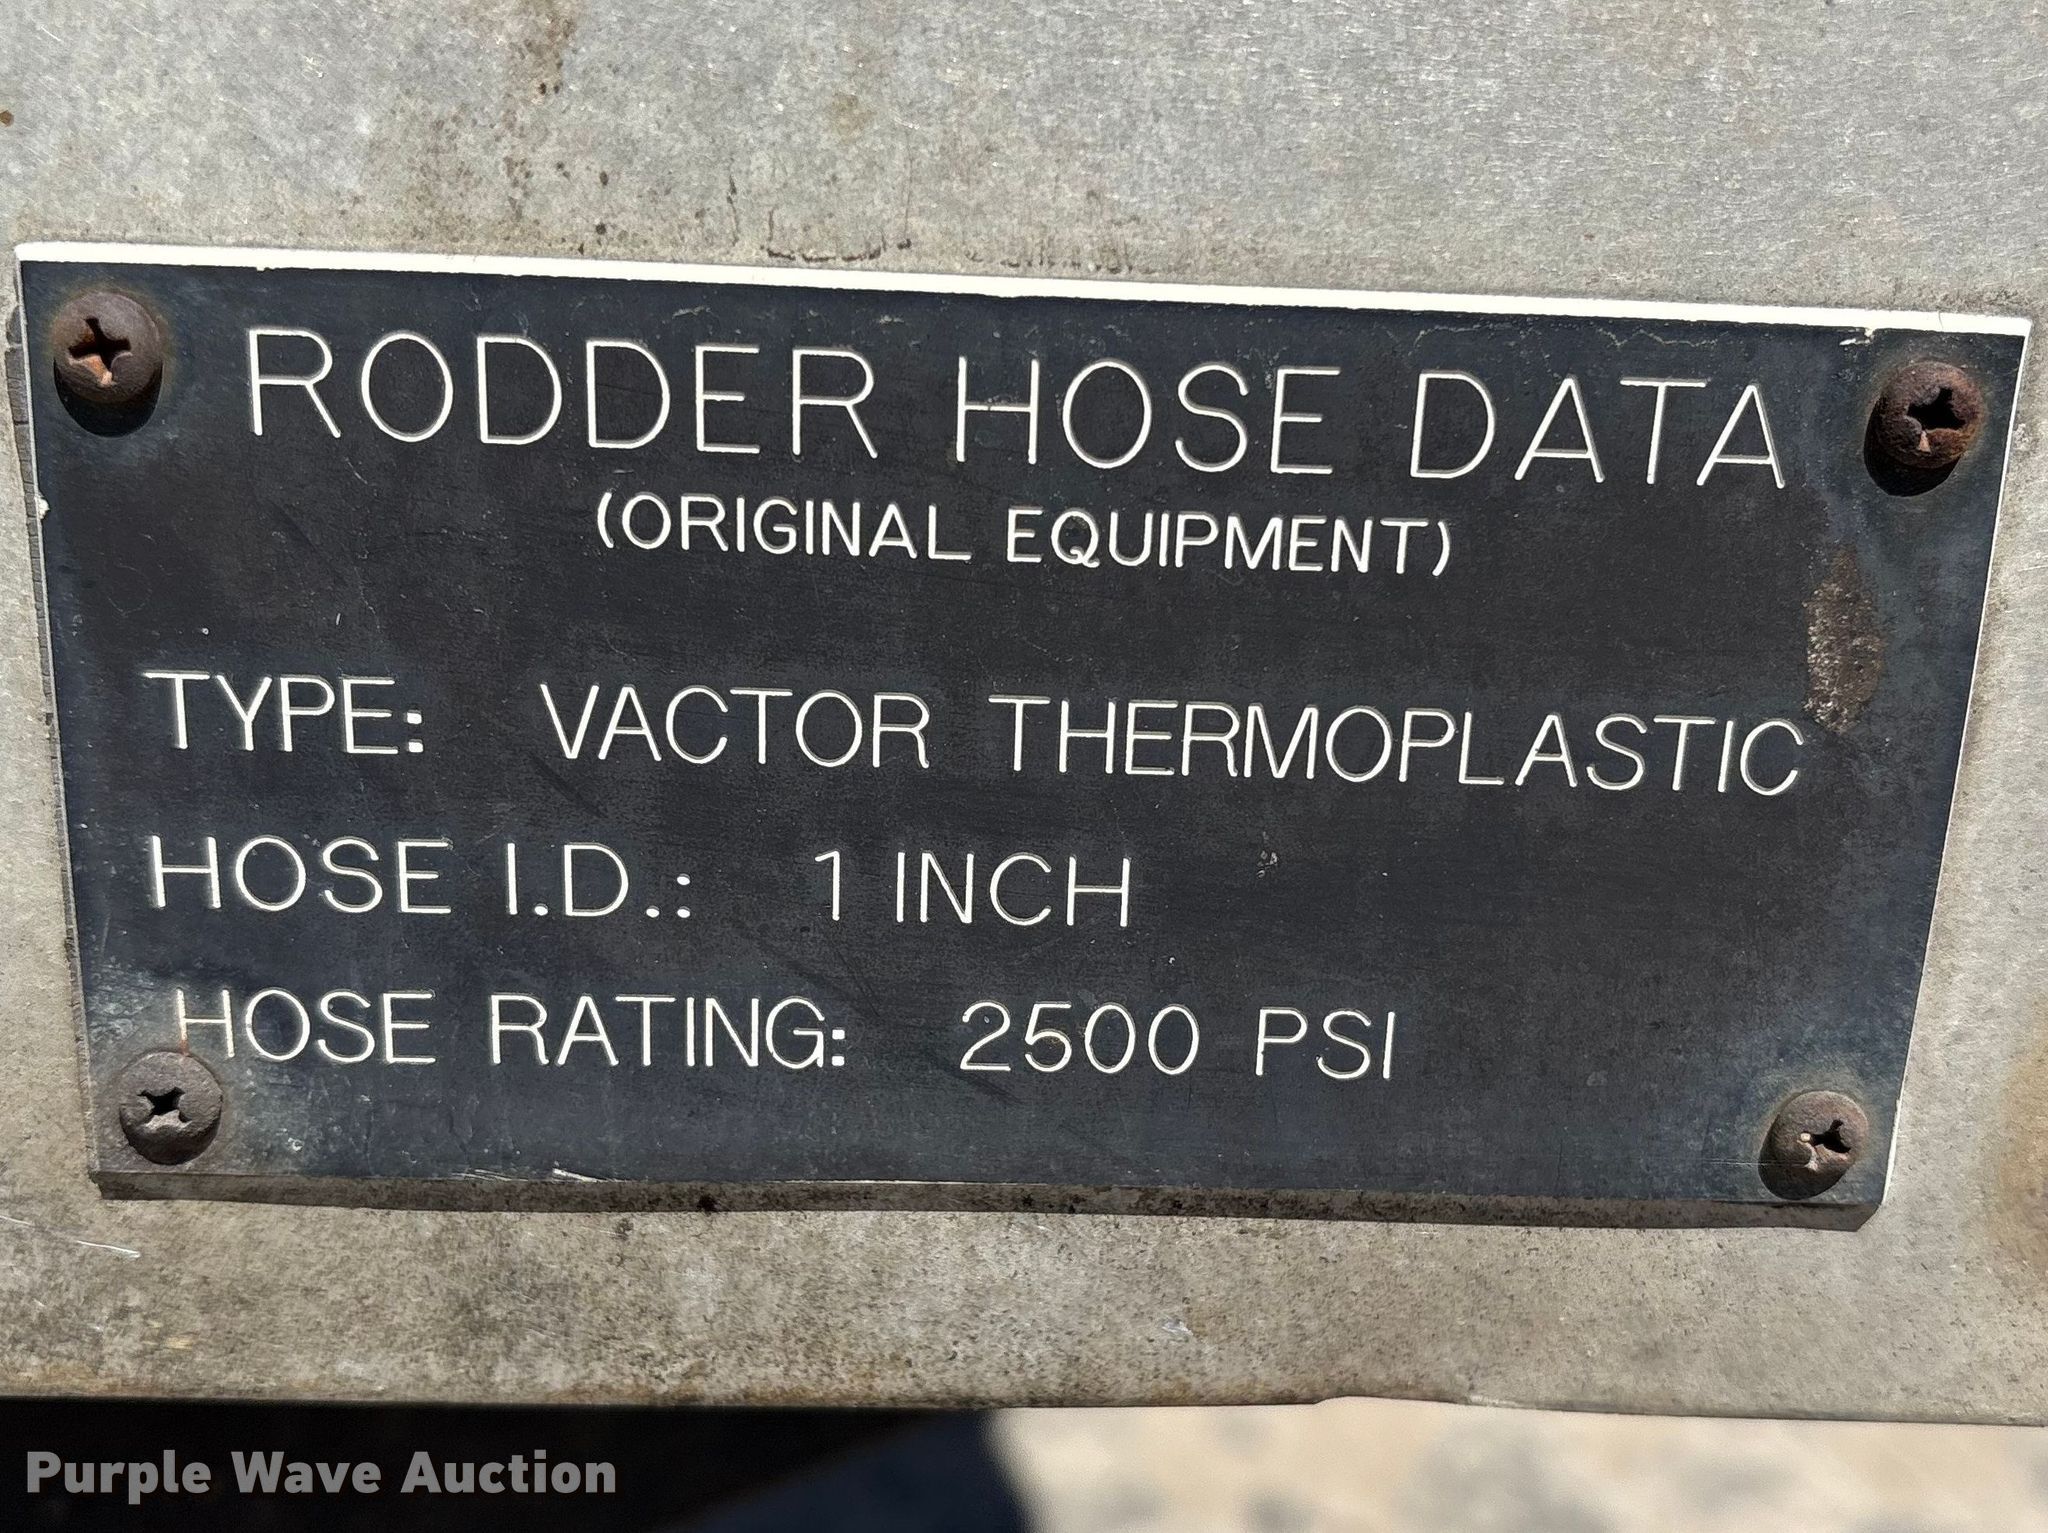 RODDER HOSE DATA
(ORIGINAL EQUIPMENT)
TYPE: VACTOR THERMOPLASTIC
HOSE I.D.: 1 INCH
HOSE RATING: 2500 PSI
Purple Wave Auction